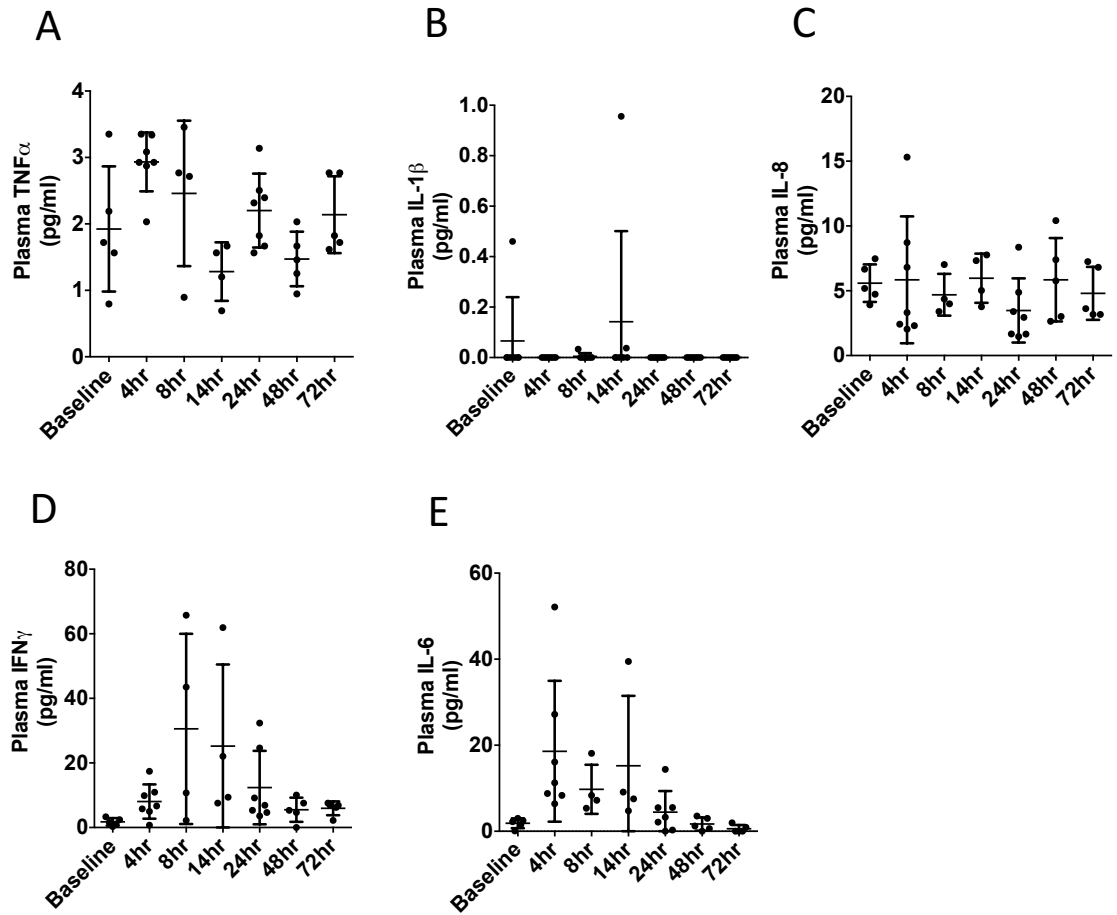 A
B
C
Plasma TNFα
(pg/ml)
4
3
2
1
0
Baseline
4hr
8hr
14hr
24hr
48hr
72hr
Plasma IL-1β
(pg/ml)
1.0
0.8
0.6
0.4
0.2
0.0
Baseline
4hr
8hr
14hr
24hr
48hr
72hr
Plasma IL-8
(pg/ml)
20
15
10
5
0
Baseline
4hr
8hr
14hr
24hr
48hr
72hr
D
E
Plasma IFNγ
(pg/ml)
80
60
40
20
0
Baseline
4hr
8hr
14hr
24hr
48hr
72hr
Plasma IL-6
(pg/ml)
60
40
20
0
Baseline
4hr
8hr
14hr
24hr
48hr
72hr